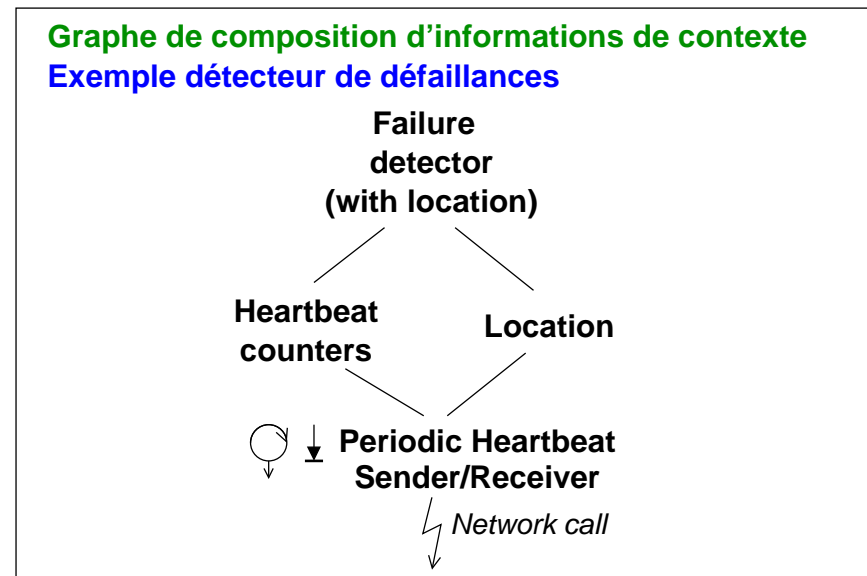 Graphe de composition d’informations de contexte
Exemple détecteur de défaillances
Failure
detector
(with location)
Heartbeat
counters
Location
Periodic Heartbeat
Sender/Receiver
Network call